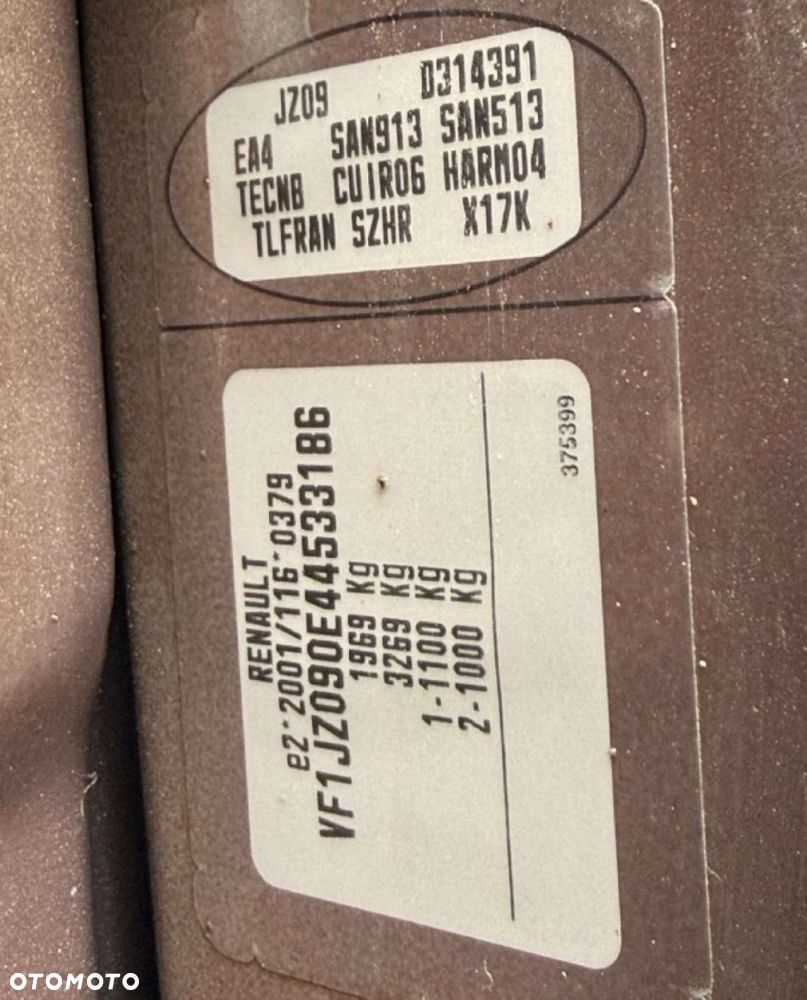 JZ09 D314391
EA4 SAN913 SAN513
TECNB CUIR06 HARM04
TLFRAN SZHR X17K
RENAULT
e2*2001/116*0379
VF1JZ090E44533186
1969 Kg
3269 Kg
1-1100 Kg
2-1000 Kg
375399
OTOMOTO